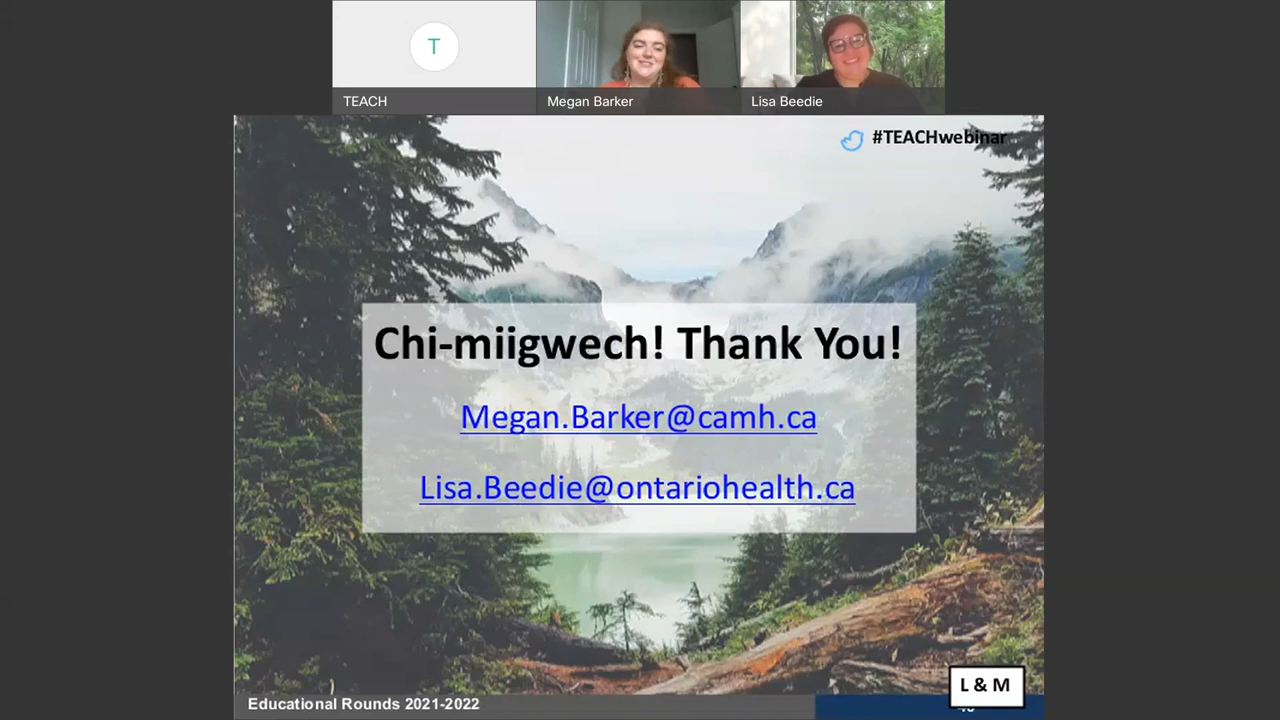 T
TEACH
Megan Barker
Lisa Beedie
#TEACHwebinar
Chi-miigwech! Thank You!
Megan.Barker@camh.ca
Lisa.Beedie@ontariohealth.ca
L & M
Educational Rounds 2021-2022